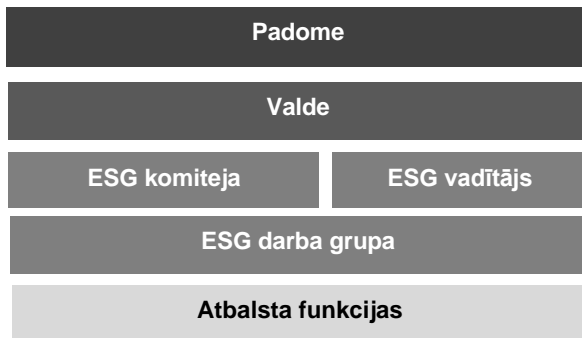 Padome
Valde
ESG komiteja
ESG vadītājs
ESG darba grupa
Atbalsta funkcijas